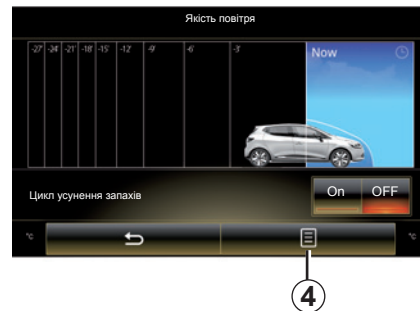 Якість повітря
-27' -24' -21' -18' -15' -12' -9' -6' -3' Now
Цикл усунення запахів On OFF
°C °C
4